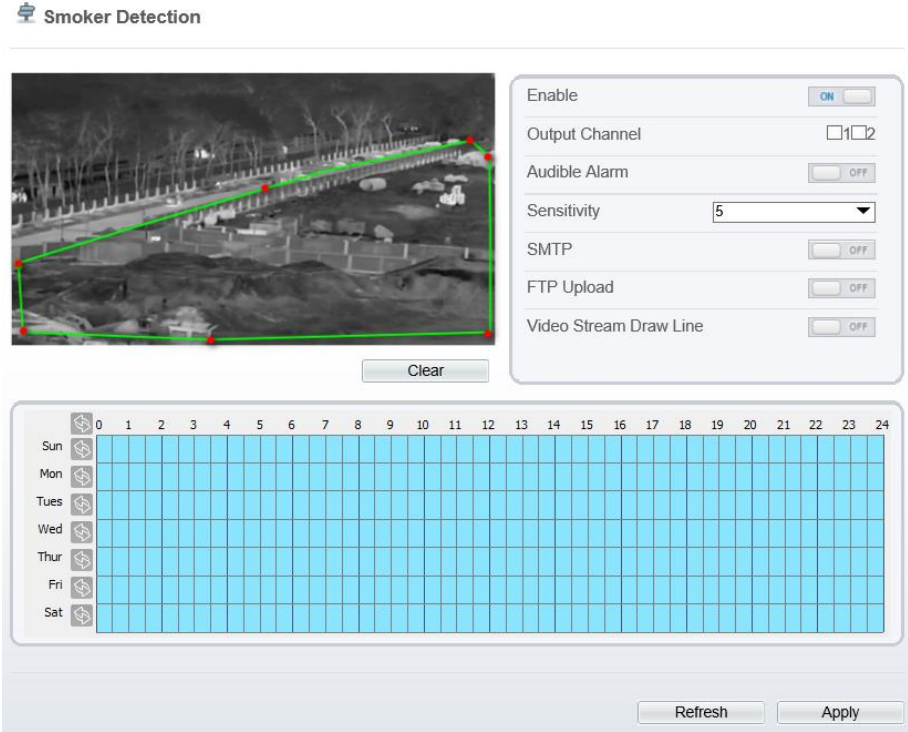 Smoker Detection
Enable ON
Output Channel 1 2
Audible Alarm OFF
Sensitivity 5
SMTP OFF
FTP Upload OFF
Video Stream Draw Line OFF
Clear
0 1 2 3 4 5 6 7 8 9 10 11 12 13 14 15 16 17 18 19 20 21 22 23 24
Sun
Mon
Tues
Wed
Thur
Fri
Sat
Refresh Apply